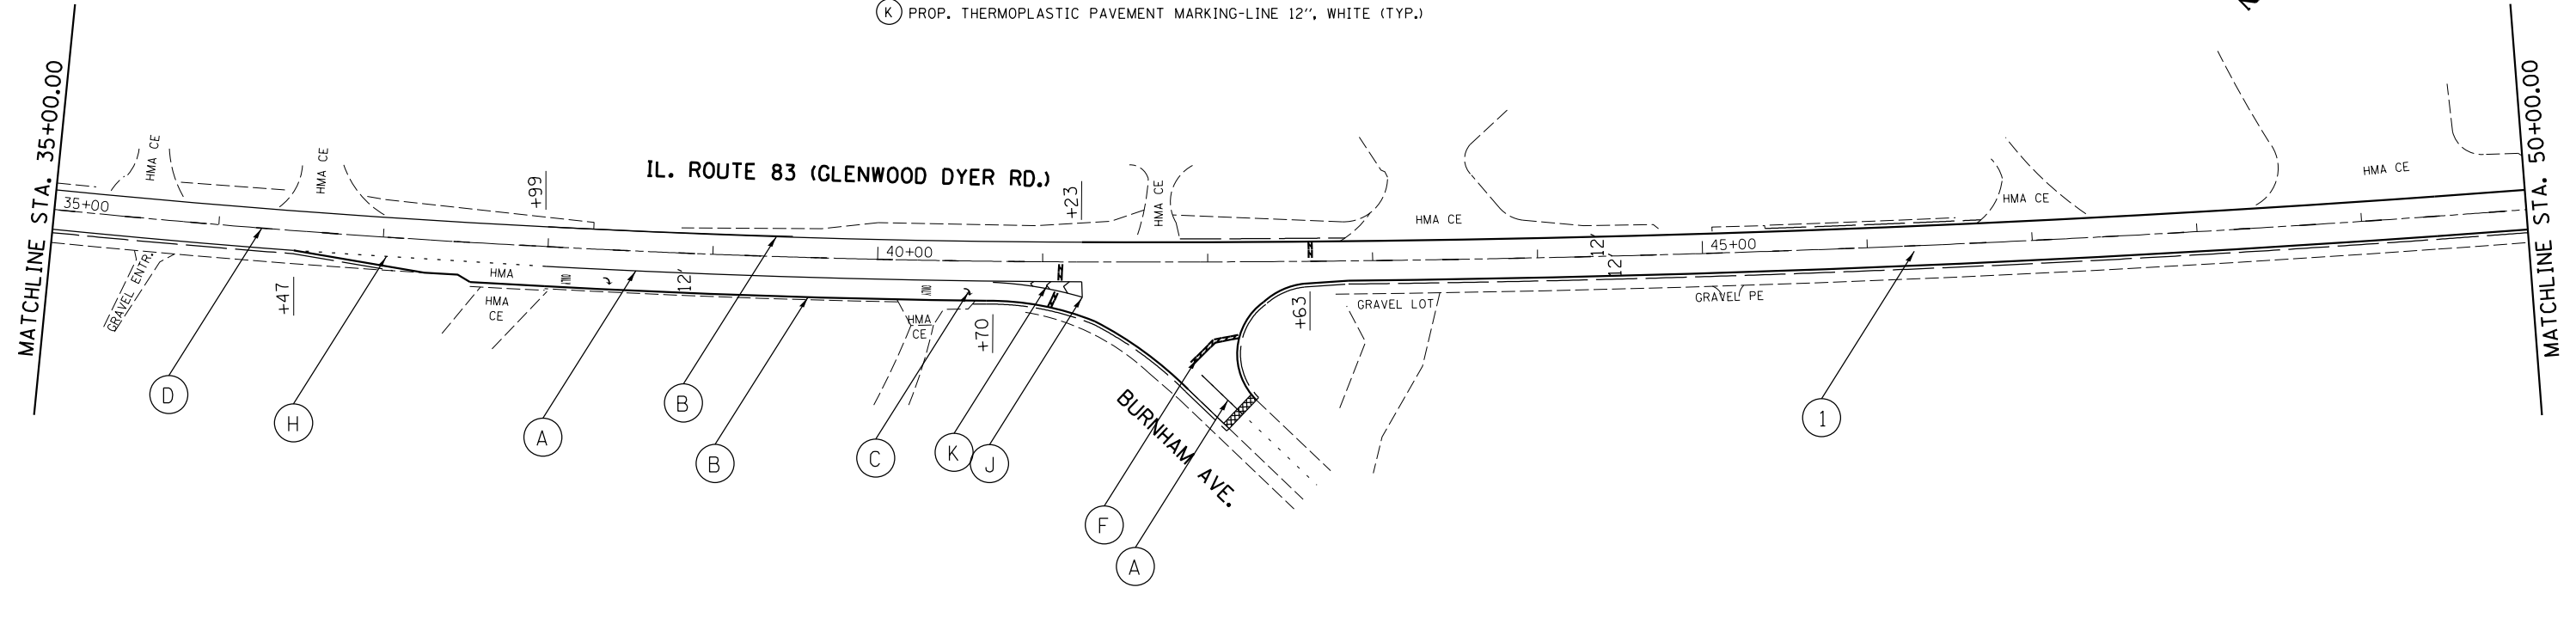 K PROP. THERMOPLASTIC PAVEMENT MARKING-LINE 12", WHITE (TYP.)
MATCHLINE STA. 35+00.00
MATCHLINE STA. 50+00.00
HMA CE
HMA CE
+99
IL. ROUTE 83 (GLENWOOD DYER RD.)
+23
HMA CE
HMA CE
HMA CE
HMA CE
35+00
40+00
12'
45+00
12'
GRAVEL ENTR.
+47
HMA
ONLY
12'
ONLY
HMA
CE
HMA
CE
+70
+63
GRAVEL LOT
GRAVEL PE
D
H
A
B
B
C
K
J
BURNHAM AVE.
F
A
1